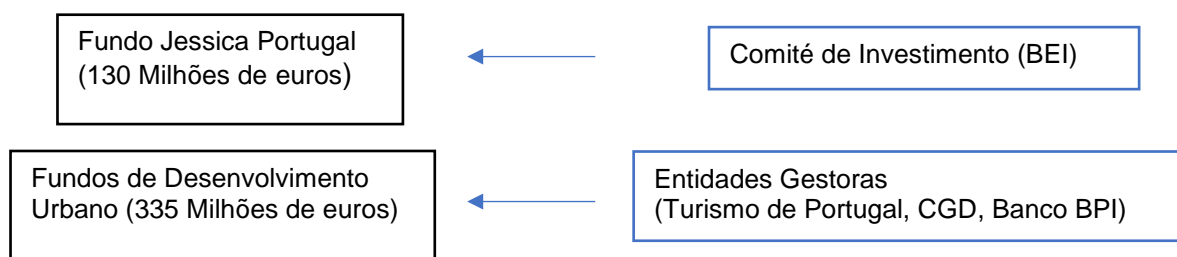 Fundo Jessica Portugal
(130 Milhões de euros)
Comité de Investimento (BEI)
Fundos de Desenvolvimento
Urbano (335 Milhões de euros)
Entidades Gestoras
(Turismo de Portugal, CGD, Banco BPI)